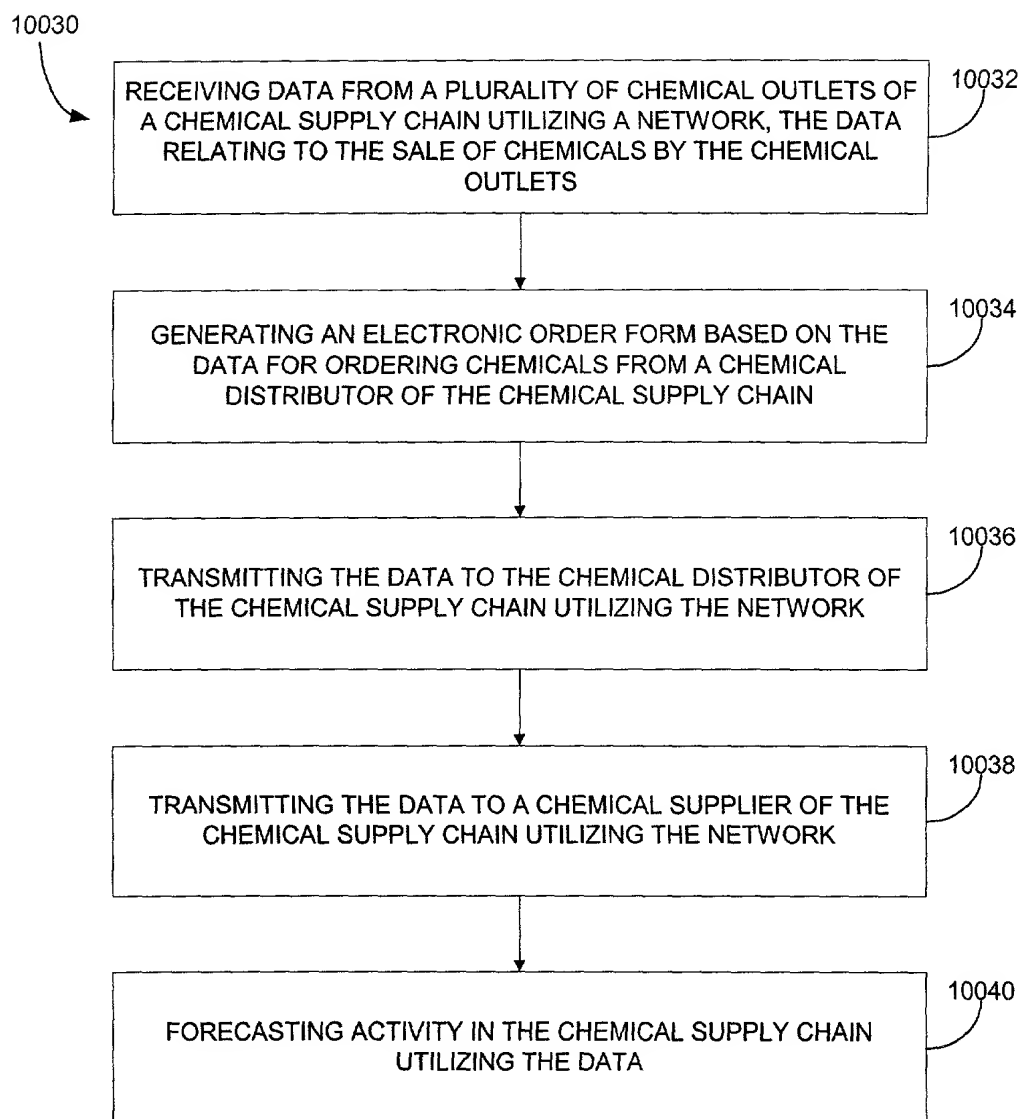 10030
RECEIVING DATA FROM A PLURALITY OF CHEMICAL OUTLETS OF
A CHEMICAL SUPPLY CHAIN UTILIZING A NETWORK, THE DATA
RELATING TO THE SALE OF CHEMICALS BY THE CHEMICAL
OUTLETS
10032
GENERATING AN ELECTRONIC ORDER FORM BASED ON THE
DATA FOR ORDERING CHEMICALS FROM A CHEMICAL
DISTRIBUTOR OF THE CHEMICAL SUPPLY CHAIN
10034
TRANSMITTING THE DATA TO THE CHEMICAL DISTRIBUTOR OF
THE CHEMICAL SUPPLY CHAIN UTILIZING THE NETWORK
10036
TRANSMITTING THE DATA TO A CHEMICAL SUPPLIER OF THE
CHEMICAL SUPPLY CHAIN UTILIZING THE NETWORK
10038
FORECASTING ACTIVITY IN THE CHEMICAL SUPPLY CHAIN
UTILIZING THE DATA
10040